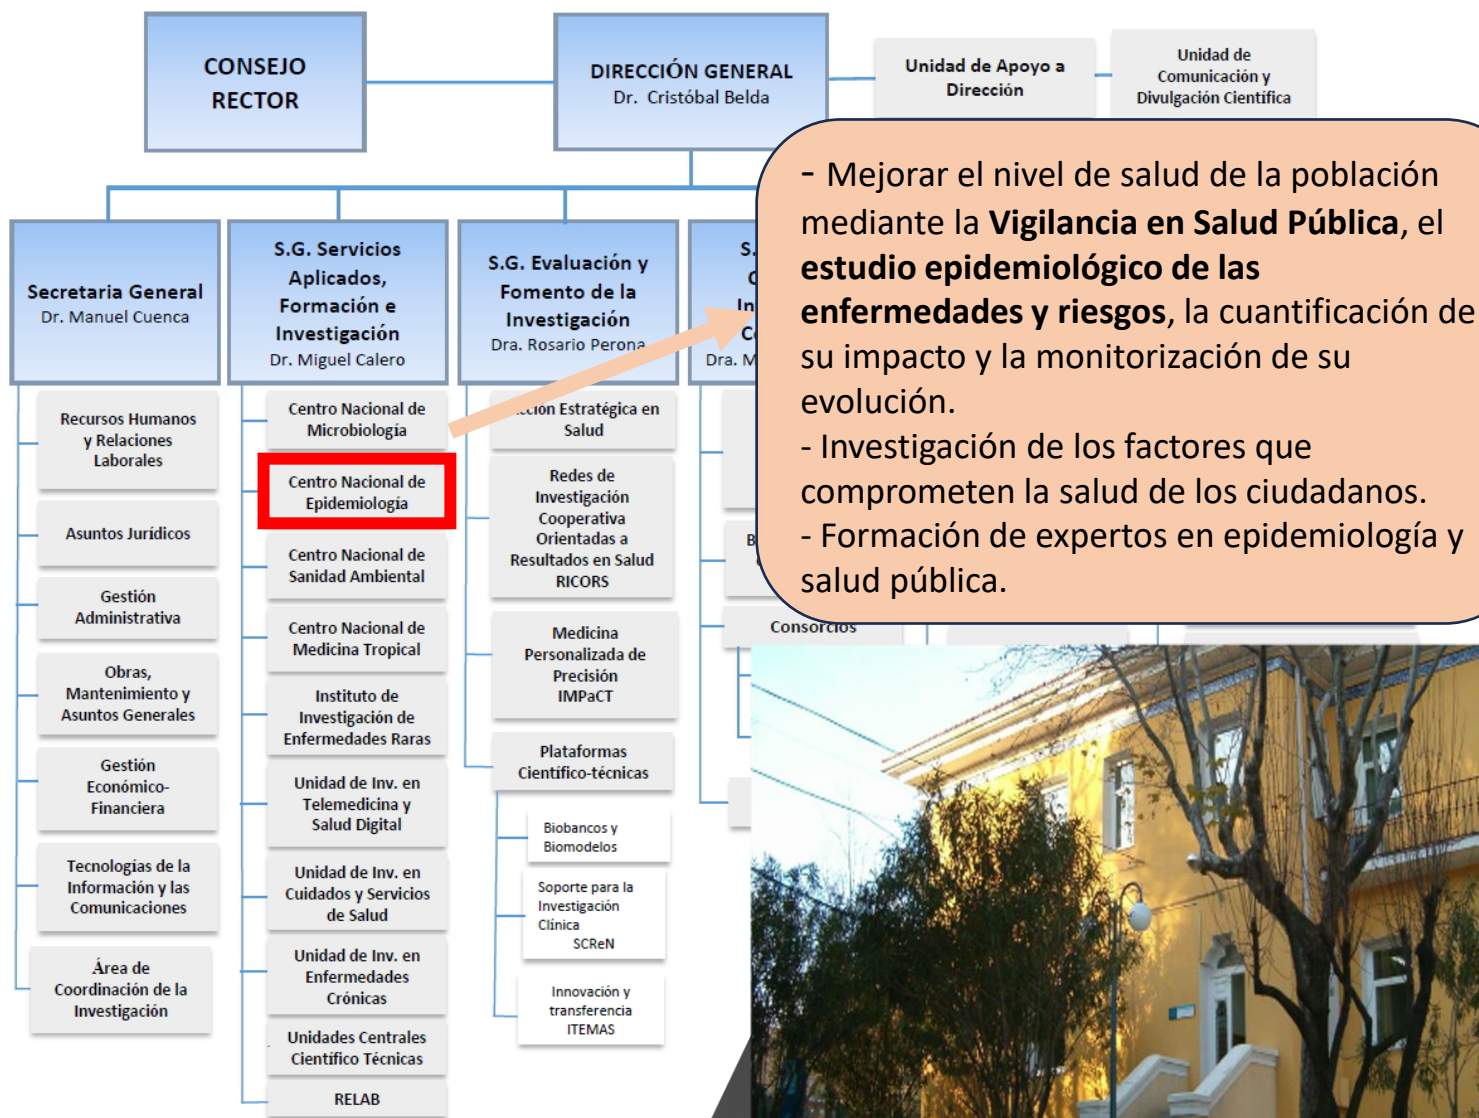 CONSEJO
RECTOR
DIRECCIÓN GENERAL
Dr. Cristóbal Belda
Unidad de Apoyo a
Dirección
Unidad de
Comunicación y
Divulgación Científica
Secretaria General
Dr. Manuel Cuenca
S.G. Servicios
Aplicados,
Formación e
Investigación
Dr. Miguel Calero
S.G. Evaluación y
Fomento de la
Investigación
Dra. Rosario Perona
Dra.
- Mejorar el nivel de salud de la población
mediante la Vigilancia en Salud Pública, el
estudio epidemiológico de las
enfermedades y riesgos, la cuantificación de
su impacto y la monitorización de su
evolución.
- Investigación de los factores que
comprometen la salud de los ciudadanos.
- Formación de expertos en epidemiología y
salud pública.
Recursos Humanos
y Relaciones
Laborales
Asuntos Jurídicos
Gestión
Administrativa
Obras,
Mantenimiento y
Asuntos Generales
Gestión
Económico-
Financiera
Tecnologías de la
Información y las
Comunicaciones
Área de
Coordinación de la
Investigación
Centro Nacional de
Microbiología
Centro Nacional de
Epidemiología
Centro Nacional de
Sanidad Ambiental
Centro Nacional de
Medicina Tropical
Instituto de
Investigación de
Enfermedades Raras
Unidad de Inv. en
Telemedicina y
Salud Digital
Unidad de Inv. en
Cuidados y Servicios
de Salud
Unidad de Inv. en
Enfermedades
Crónicas
Unidades Centrales
Científico Técnicas
RELAB
Estratégica en
Salud
Redes de
Investigación
Cooperativa
Orientadas a
Resultados en Salud
RICORS
Medicina
Personalizada de
Precisión
IMPaCT
Plataformas
Científico-técnicas
Biobancos y
Biomodelos
Soporte para la
Investigación
Clínica
SCReN
Innovación y
transferencia
ITEMAS
Consorcios